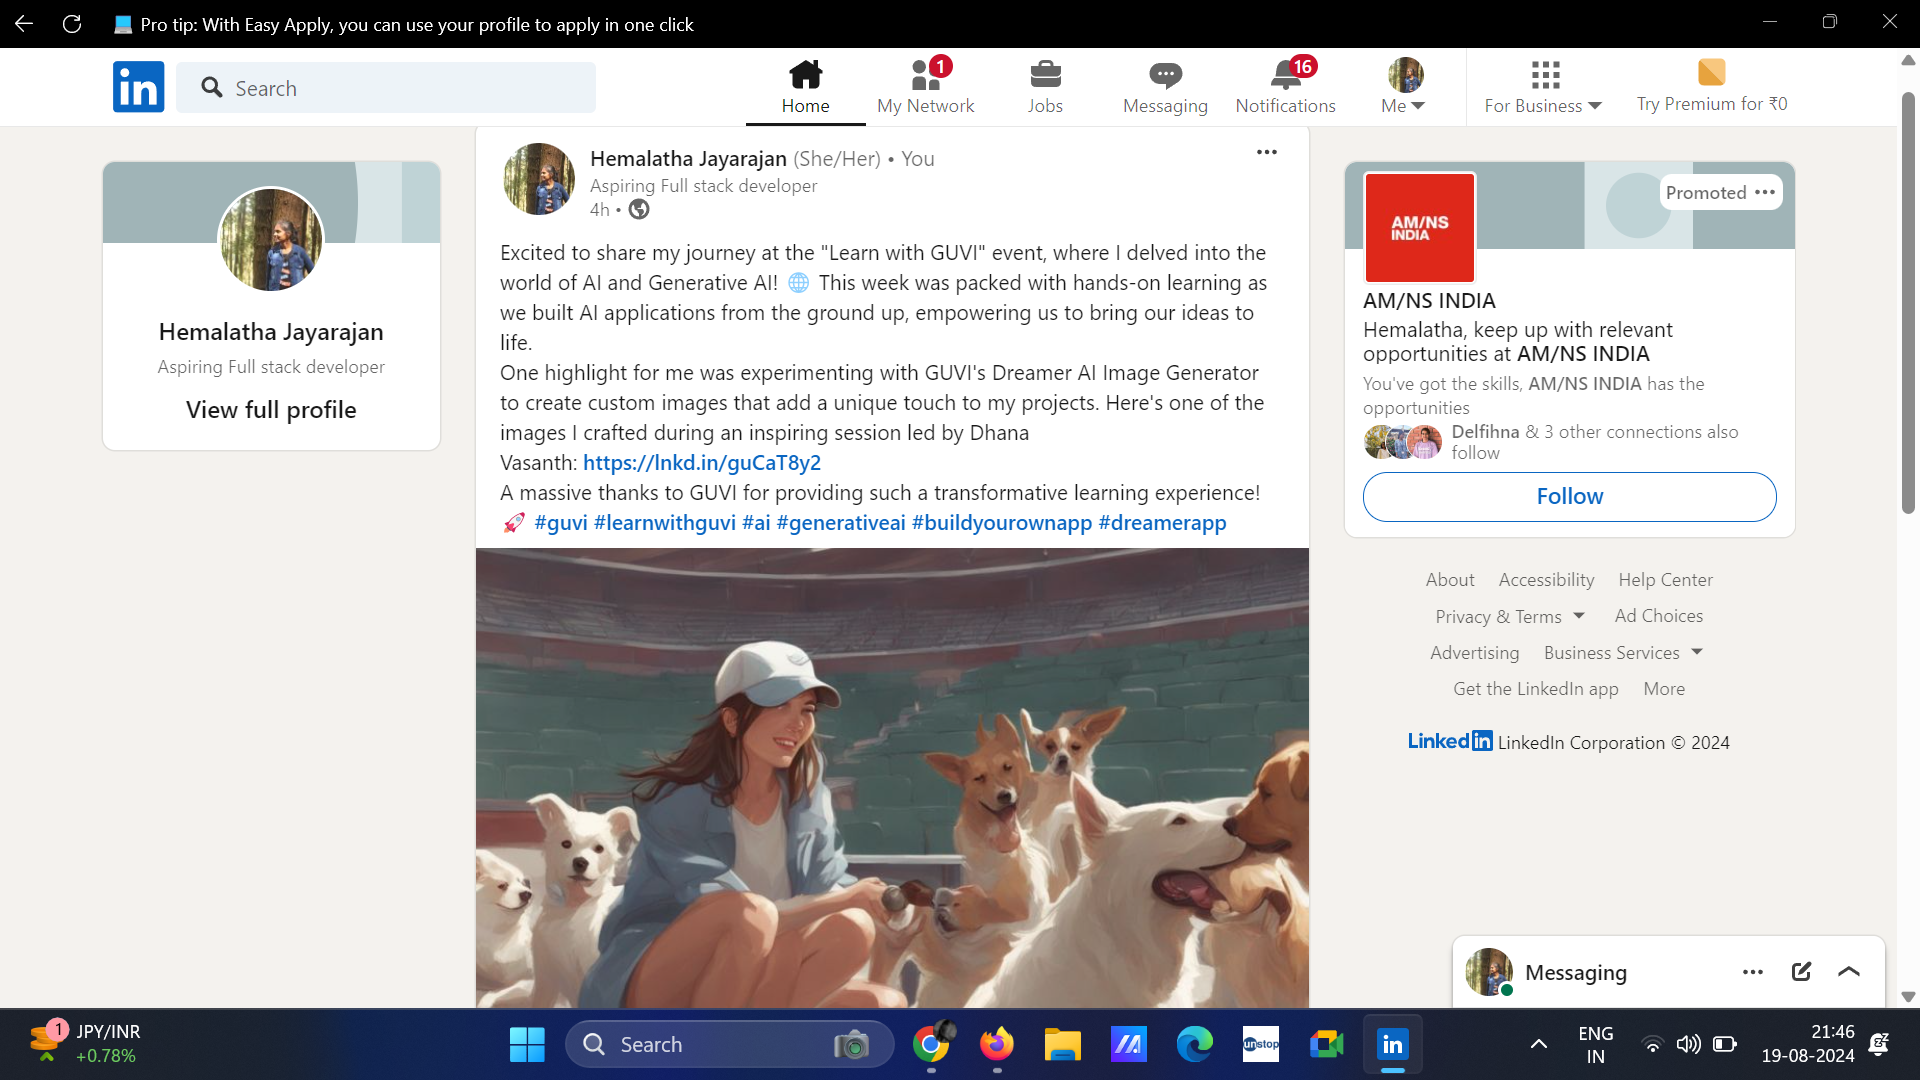 Pro tip: With Easy Apply, you can use your profile to apply in one click
in
Search
Home
1
My Network
Jobs
Messaging
16
Notifications
Me
For Business
Try Premium for ₹0
Hemalatha Jayarajan
Aspiring Full stack developer
View full profile
Hemalatha Jayarajan (She/Her) • You
Aspiring Full stack developer
4h •
Excited to share my journey at the "Learn with GUVI" event, where I delved into the
world of AI and Generative AI! 🌐 This week was packed with hands-on learning as
we built AI applications from the ground up, empowering us to bring our ideas to
life.
One highlight for me was experimenting with GUVI's Dreamer AI Image Generator
to create custom images that add a unique touch to my projects. Here's one of the
images I crafted during an inspiring session led by Dhana
Vasanth: https://lnkd.in/guCaT8y2
A massive thanks to GUVI for providing such a transformative learning experience!
🚀 #guvi #learnwithguvi #ai #generativeai #buildyourownapp #dreamerapp
Promoted
AM/NS
INDIA
AM/NS INDIA
Hemalatha, keep up with relevant
opportunities at AM/NS INDIA
You've got the skills, AM/NS INDIA has the
opportunities
Delfihna & 3 other connections also
follow
Follow
About Accessibility Help Center
Privacy & Terms Ad Choices
Advertising Business Services
Get the LinkedIn app More
LinkedIn LinkedIn Corporation © 2024
Messaging
1
JPY/INR
+0.78%
Search
unstop
in
ENG
IN
21:46
19-08-2024